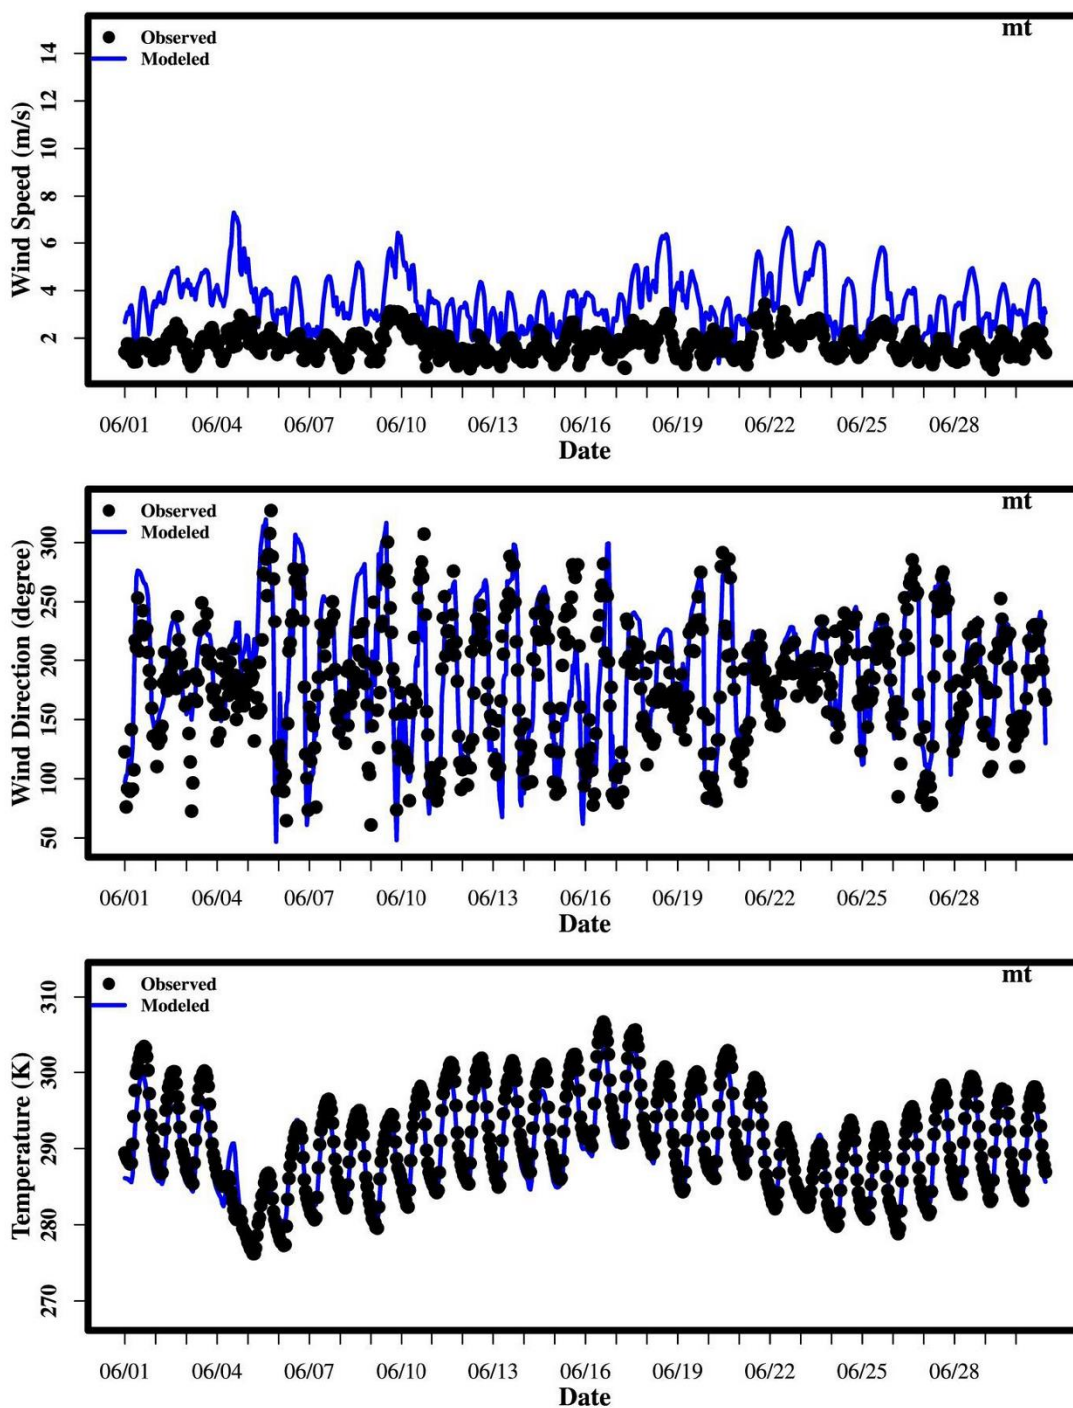 mt
Observed
Modeled
Wind Speed (m/s)
14
12
10
8
6
4
2
06/01 06/04 06/07 06/10 06/13 06/16 06/19 06/22 06/25 06/28
Date
mt
Observed
Modeled
Wind Direction (degree)
300
250
200
150
100
50
06/01 06/04 06/07 06/10 06/13 06/16 06/19 06/22 06/25 06/28
Date
mt
Observed
Modeled
Temperature (K)
310
300
290
280
270
06/01 06/04 06/07 06/10 06/13 06/16 06/19 06/22 06/25 06/28
Date